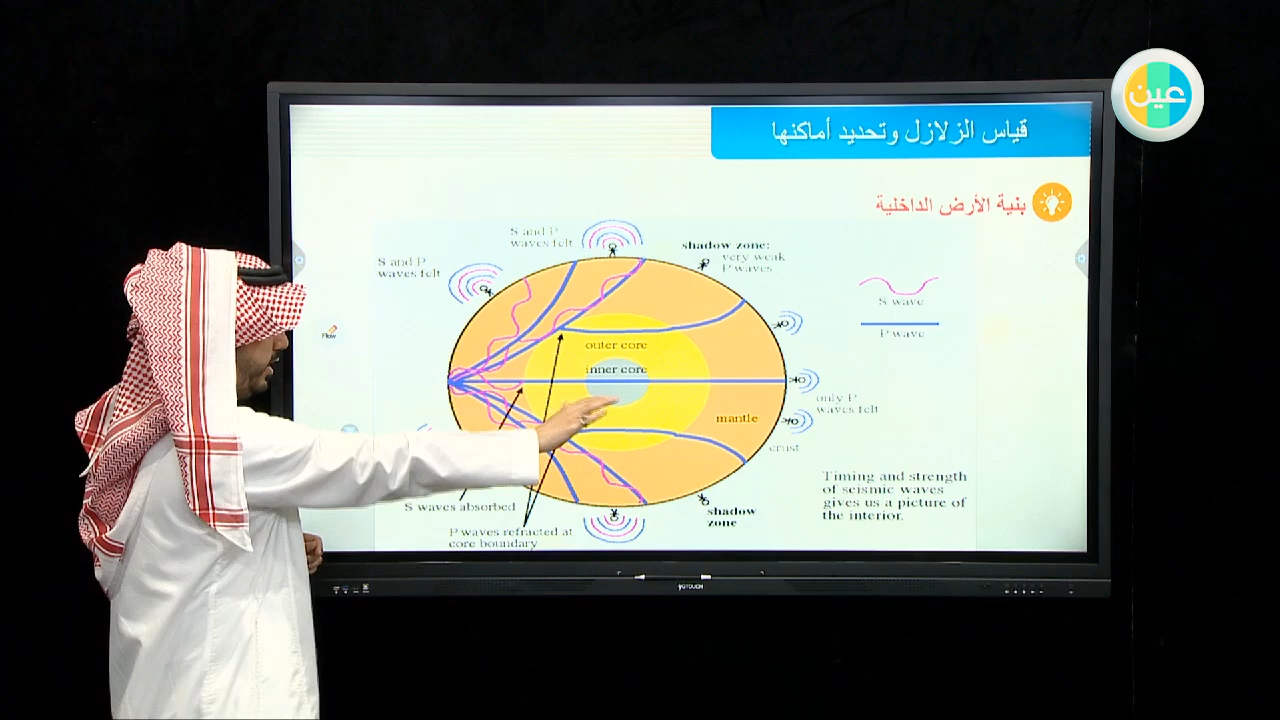 عين
قياس الزلازل وتحديد أماكنها
بنية الأرض الداخلية
S and P
waves felt
shadow zone:
very weak
P waves
S and P
waves felt
S wave
P wave
Flow
outer core
inner core
only P
waves felt
mantle
crust
Timing and strength
of seismic waves
gives us a picture of
the interior.
S waves absorbed
shadow
zone
P waves refracted at
core boundary